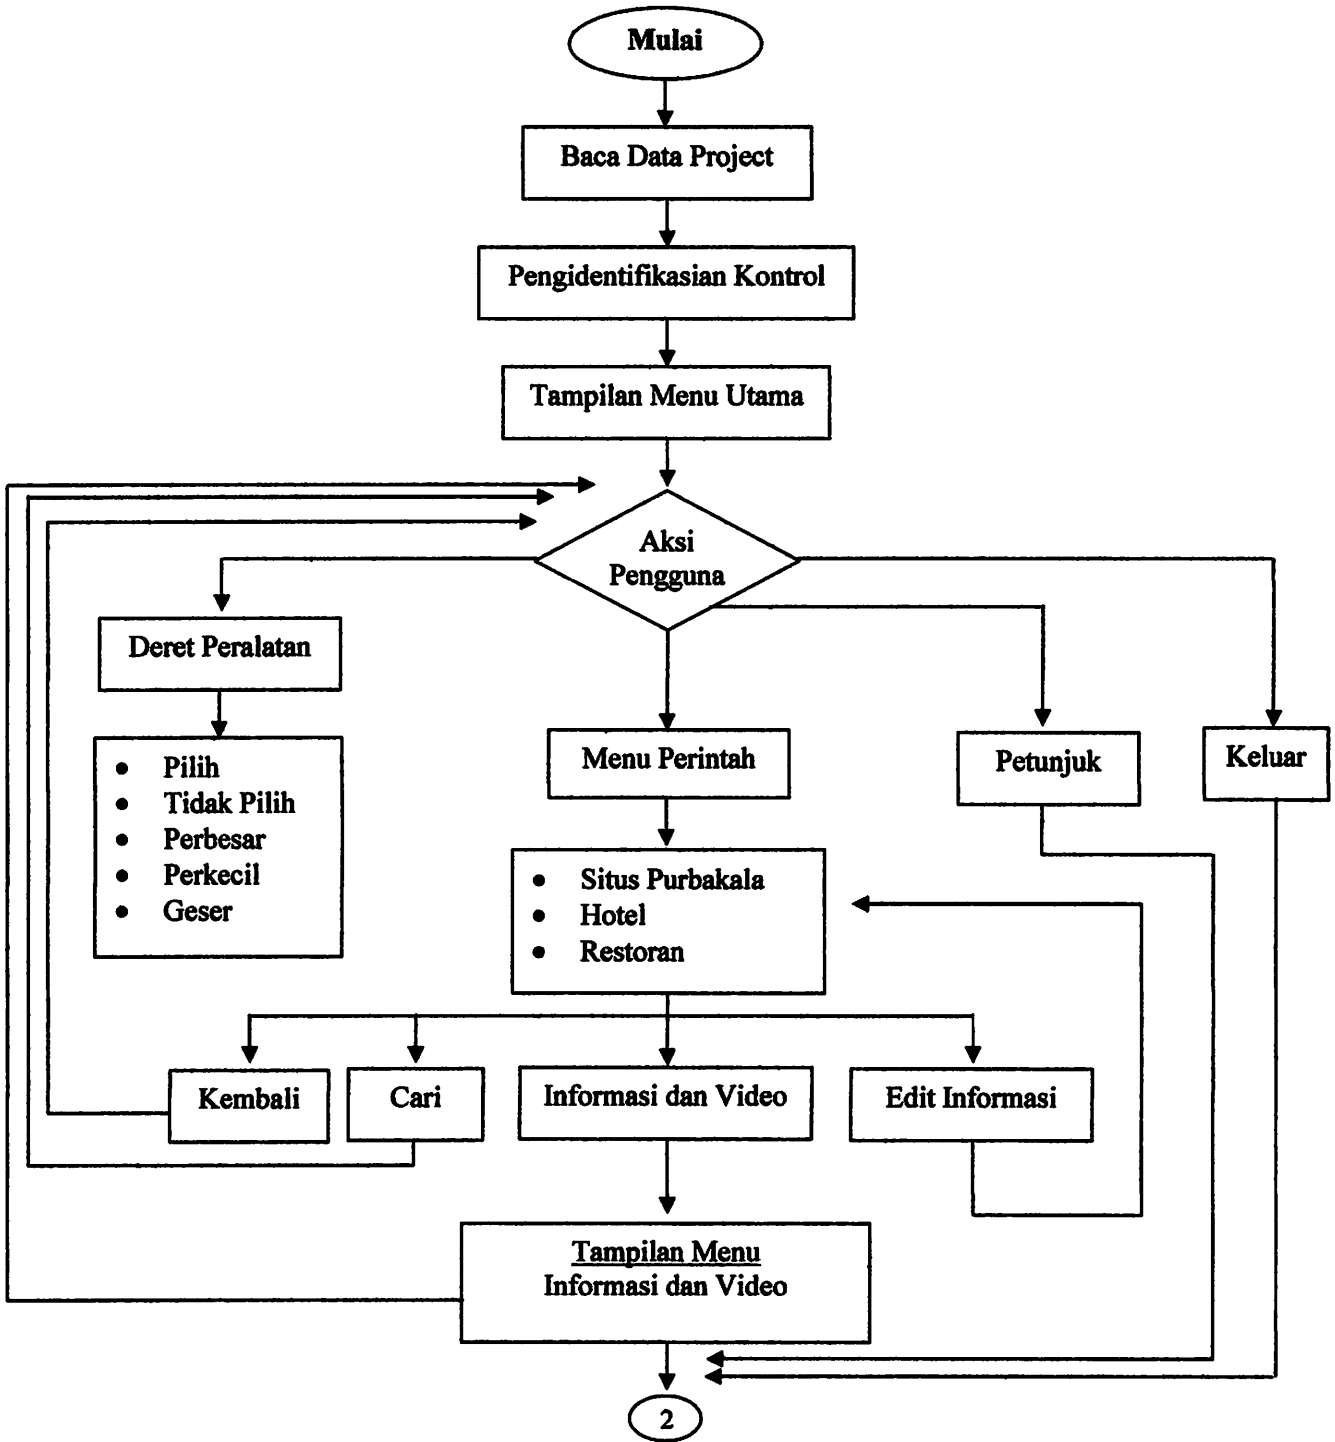 Mulai
Baca Data Project
Pengidentifikasian Kontrol
Tampilan Menu Utama
Aksi
Pengguna
Deret Peralatan
• Pilih
• Tidak Pilih
• Perbesar
• Perkecil
• Geser
Menu Perintah
Petunjuk
Keluar
• Situs Purbakala
• Hotel
• Restoran
Kembali
Cari
Informasi dan Video
Edit Informasi
Tampilan Menu
Informasi dan Video
2